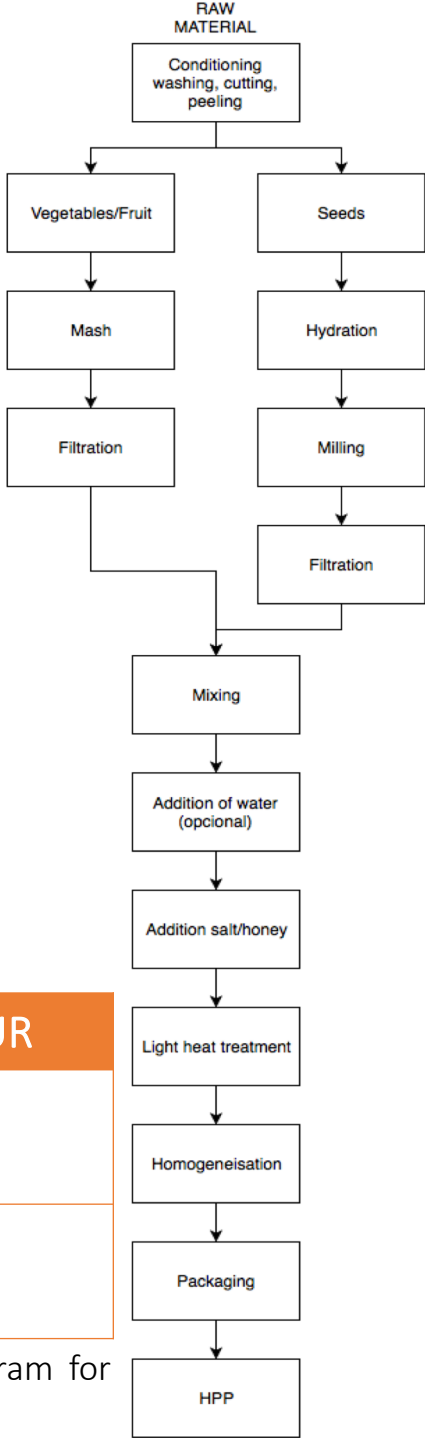 RAW
MATERIAL
Conditioning
washing, cutting,
peeling
Vegetables/Fruit
Seeds
Mash
Hydration
Filtration
Milling
Filtration
Mixing
Addition of water
(opcional)
Addition salt/honey
Light heat treatment
UR
Homogeneisation
Packaging
ram for
HPP